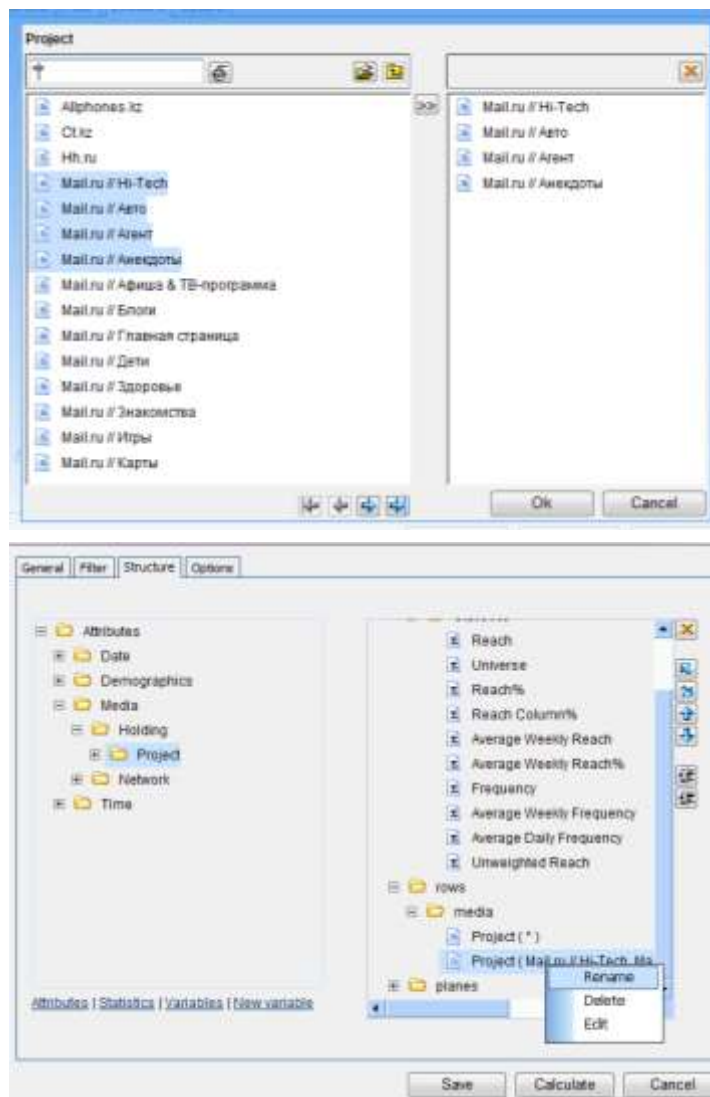 Project
Allphones.kz
Ct.kz
Hh.ru
Mail.ru // Hi-Tech
Mail.ru // Авто
Mail.ru // Агент
Mail.ru // Анекдоты
Mail.ru // Афиша & ТВ-программа
Mail.ru // Блоги
Mail.ru // Главная страница
Mail.ru // Дети
Mail.ru // Здоровье
Mail.ru // Знакомства
Mail.ru // Игры
Mail.ru // Карты
>>
Mail.ru // Hi-Tech
Mail.ru // Авто
Mail.ru // Агент
Mail.ru // Анекдоты
Ok Cancel
General Filter Structure Options
Attributes
Date
Demographics
Media
Holding
Project
Network
Time
Attributes | Statistics | Variables | New variable
Reach
Universe
Reach%
Reach Column%
Average Weekly Reach
Average Weekly Reach%
Frequency
Average Weekly Frequency
Average Daily Frequency
Unweighted Reach
rows
media
Project ( * )
Project ( Mail.ru // Hi-Tech, Ma
planes
Rename
Delete
Edit
Save Calculate Cancel